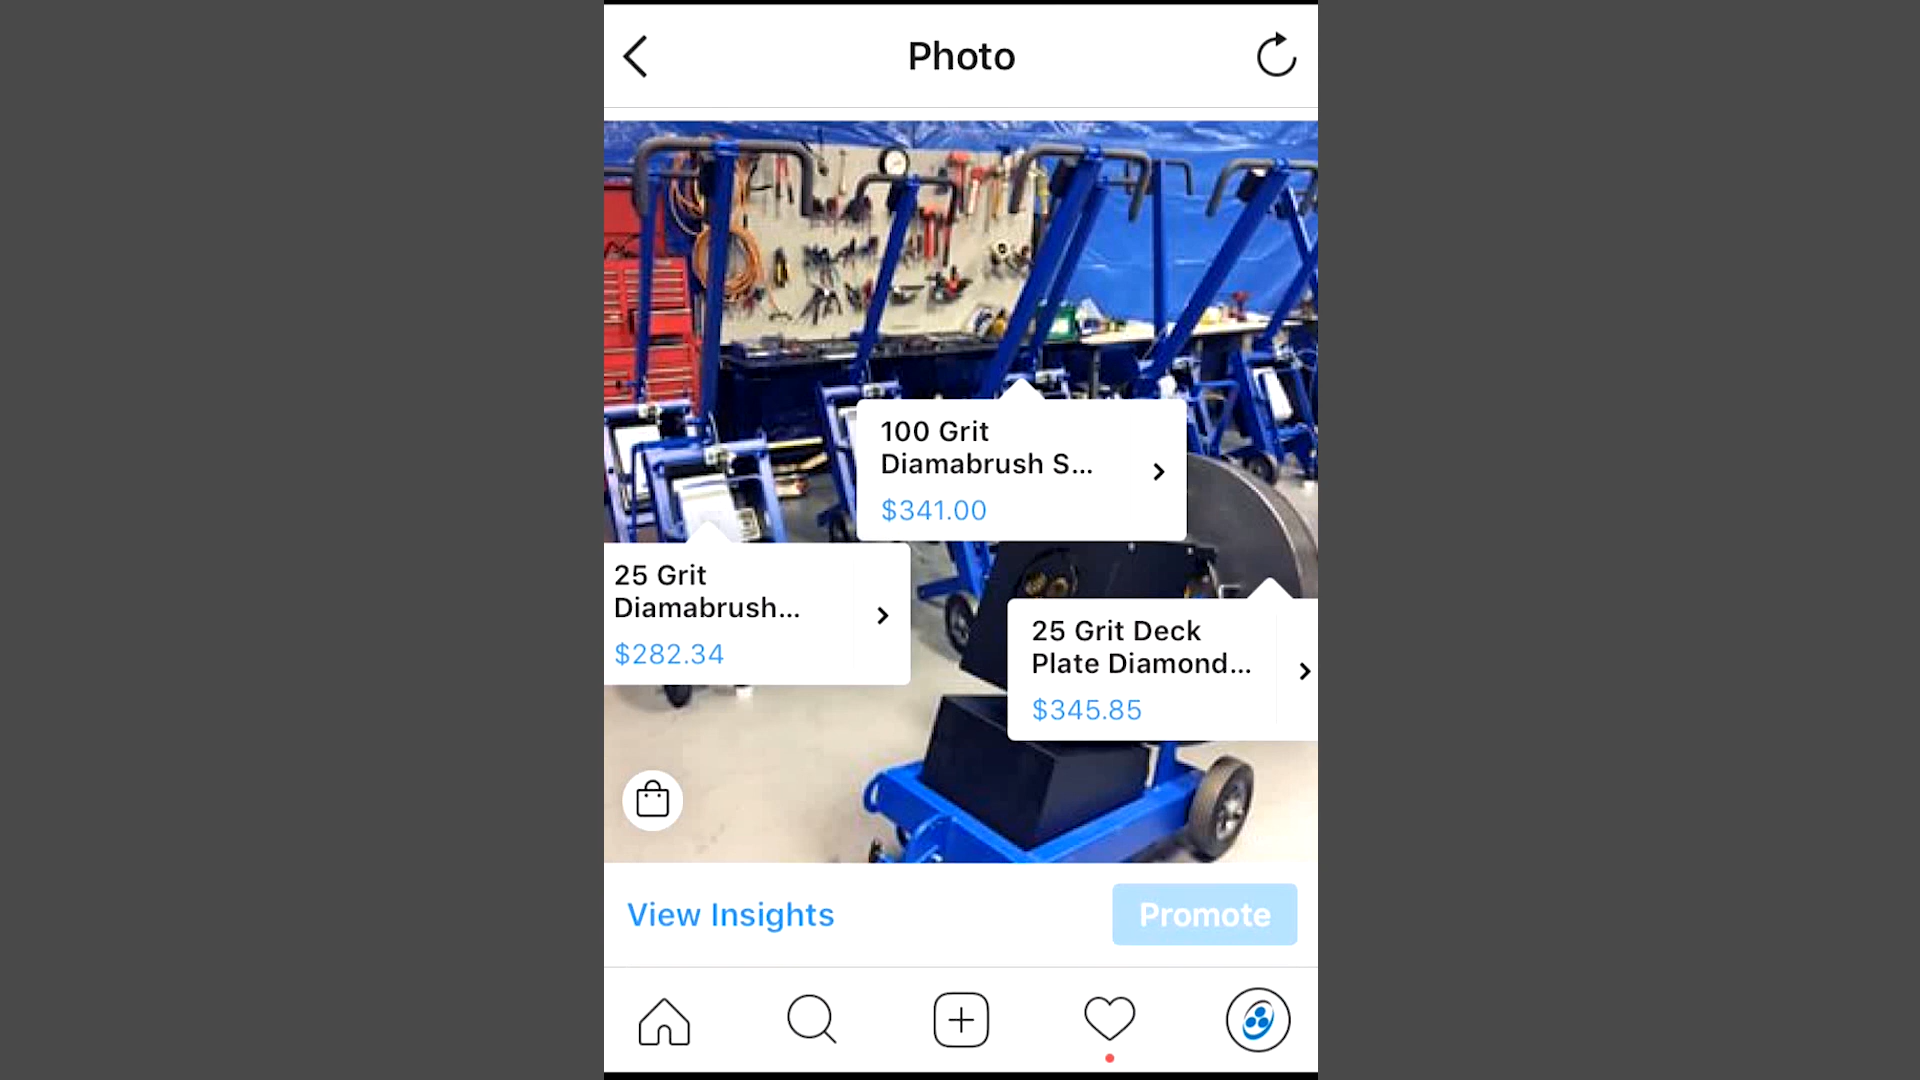 Photo
100 Grit
Diamabrush S...
$341.00
25 Grit
Diamabrush...
$282.34
25 Grit Deck
Plate Diamond...
$345.85
View Insights
Promote